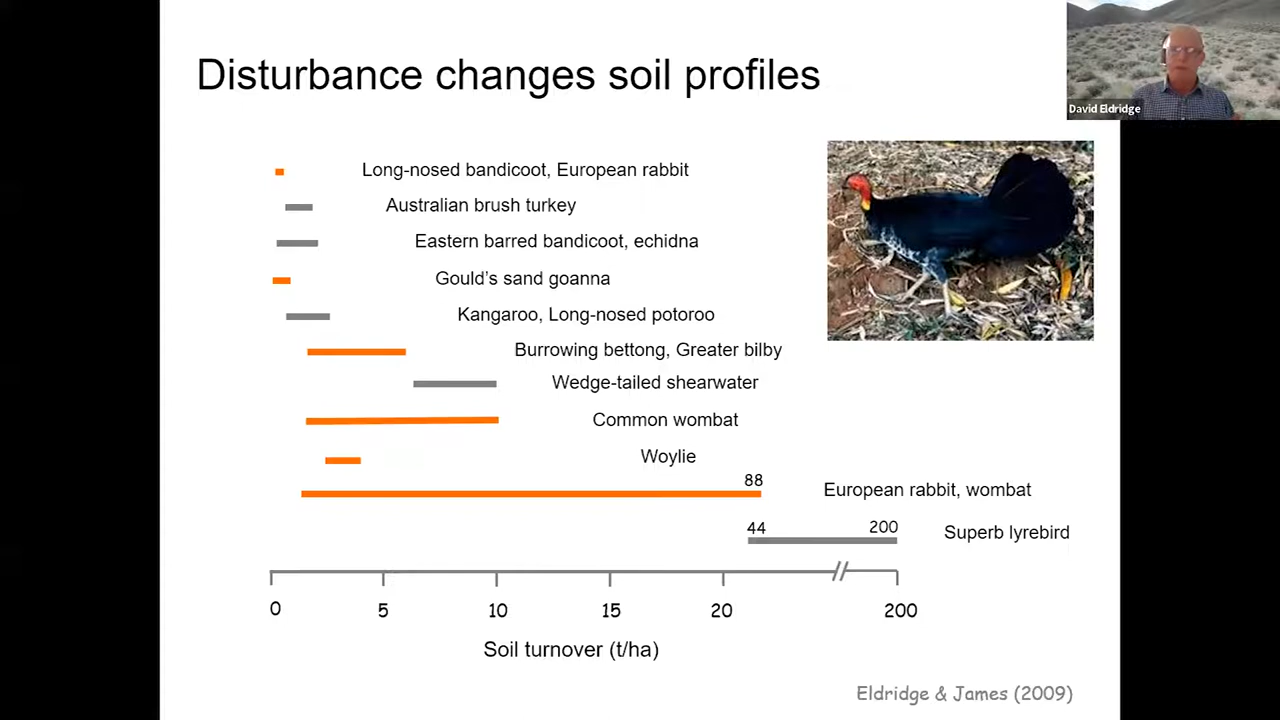 Disturbance changes soil profiles
David Eldridge
Long-nosed bandicoot, European rabbit
Australian brush turkey
Eastern barred bandicoot, echidna
Gould's sand goanna
Kangaroo, Long-nosed potoroo
Burrowing bettong, Greater bilby
Wedge-tailed shearwater
Common wombat
Woylie
88
European rabbit, wombat
44 200
Superb lyrebird
0 5 10 15 20 200
Soil turnover (t/ha)
Eldridge & James (2009)